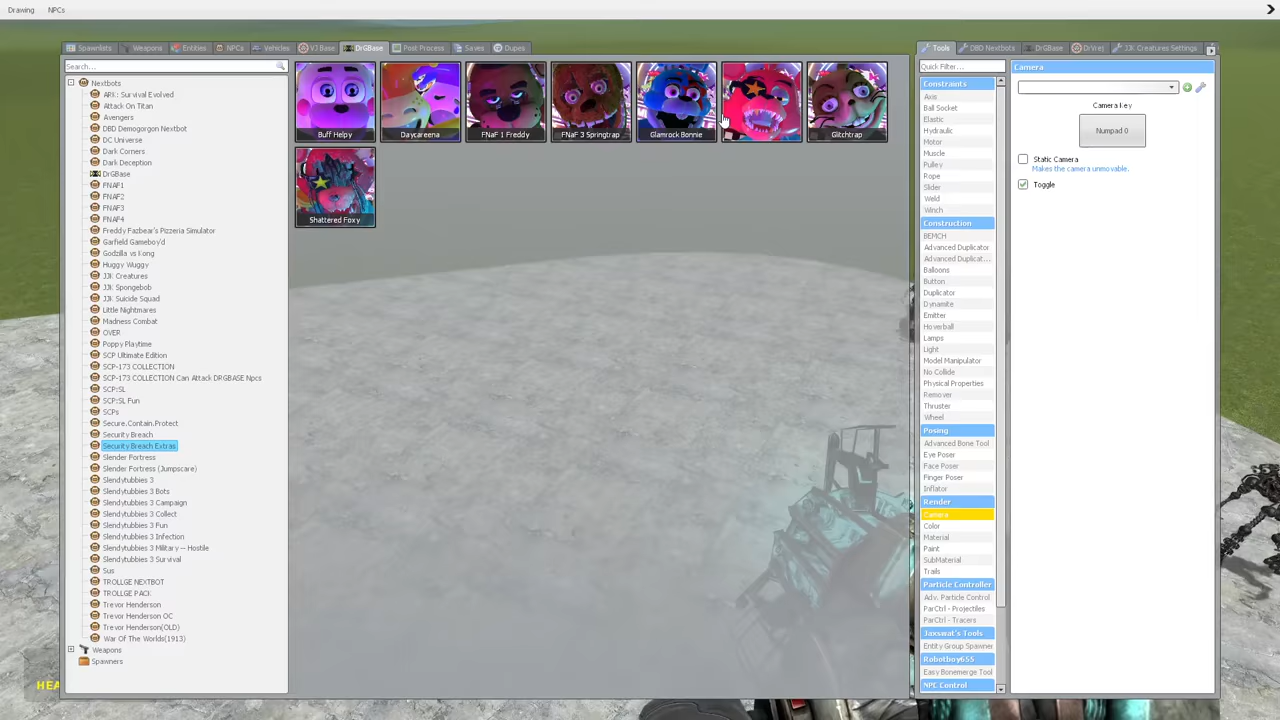 Drawing NPCs
Spawnlists Weapons Entities NPCs Vehicles VJ Base DrGBase Post Process Saves Dupes
Search...
Nextbots
ARK: Survival Evolved
Attack On Titan
Avengers
DBD Demogorgon Nextbot
DC Universe
Dark Corners
Dark Deception
DrGBase
FNAF1
FNAF2
FNAF3
FNAF4
Freddy Fazbear's Pizzeria Simulator
Garfield Gameboy'd
Godzilla vs Kong
Huggy Wuggy
JJK Creatures
JJk Spongebob
JJK Suicide Squad
Little Nightmares
Madness Combat
OVER
Poppy Playtime
SCP Ultimate Edition
SCP-173 COLLECTION
SCP-173 COLLECTION Can Attack DRGBASE Npcs
SCP:SL
SCP:SL Fun
SCPs
Secure.Contain.Protect
Security Breach
Security Breach Extras
Slender Fortress
Slender Fortress (Jumpscare)
Slendytubbies 3
Slendytubbies 3 Bots
Slendytubbies 3 Campaign
Slendytubbies 3 Collect
Slendytubbies 3 Fun
Slendytubbies 3 Infection
Slendytubbies 3 Military -- Hostile
Slendytubbies 3 Survival
Sus
TROLLGE NEXTBOT
TROLLGE PACK
Trevor Henderson
Trevor Henderson OC
Trevor Henderson(OLD)
War Of The Worlds(1913)
Weapons
Spawners
Buff Helpy Daycareena FNaF 1 Freddy FNaF 3 Springtrap Glamrock Bonnie Glitchtrap
Shattered Foxy
Tools DBD Nextbots DrGBase JJK Creatures Settings
Quick Filter...
Constraints
Axis
Ball Socket
Elastic
Hydraulic
Motor
Muscle
Pulley
Rope
Slider
Weld
Winch
Construction
BEMCH
Advanced Duplicator
Advanced Duplicat...
Balloons
Button
Duplicator
Dynamite
Emitter
Hoverball
Lamps
Light
Model Manipulator
No Collide
Physical Properties
Remover
Thruster
Wheel
Posing
Advanced Bone Tool
Eye Poser
Face Poser
Finger Poser
Inflator
Render
Camera
Color
Material
Paint
SubMaterial
Trails
Particle Controller
Adv. Particle Control
ParCtrl - Projectiles
ParCtrl - Tracers
Jaxswat's Tools
Entity Group Spawner
Robotboy655
Easy Bonemerge Tool
NPC Control
Camera
Camera Key
Numpad 0
Static Camera
Makes the camera unmovable.
Toggle
HEA